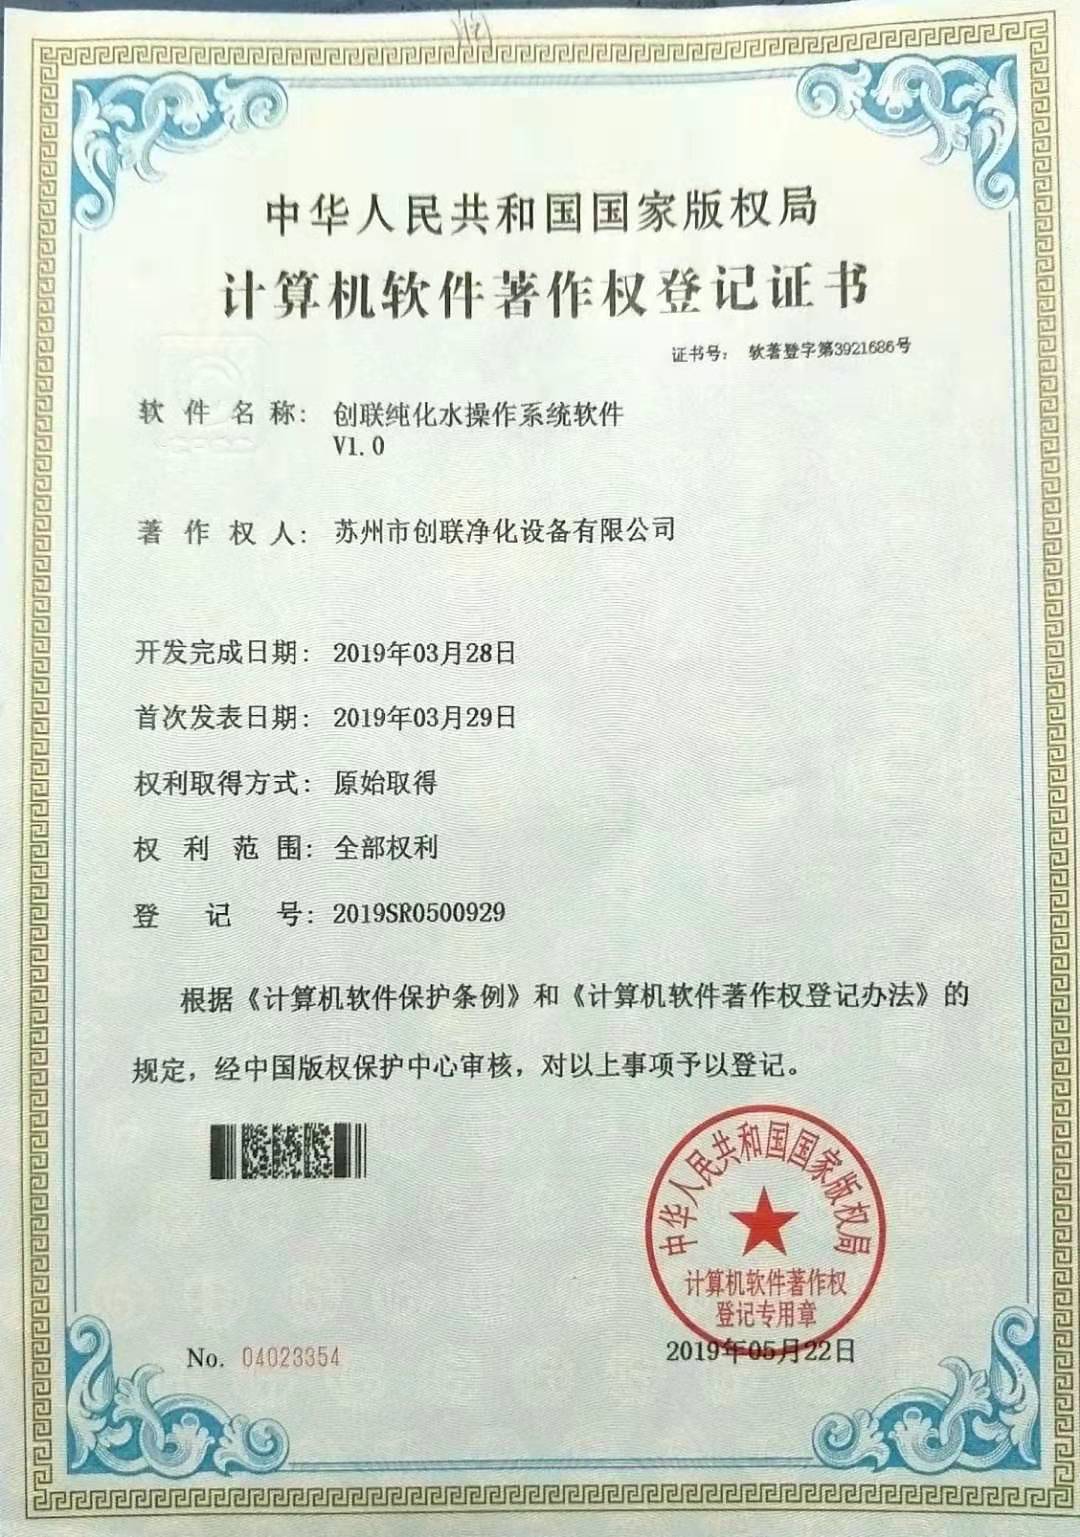 中华人民共和国国家版权局
计算机软件著作权登记证书
证书号： 软著登字第3921686号
软件名称： 创联纯化水操作系统软件
V1.0
著作权人： 苏州市创联净化设备有限公司
开发完成日期： 2019年03月28日
首次发表日期： 2019年03月29日
权利取得方式： 原始取得
权利范围： 全部权利
登记号： 2019SR0500929
根据《计算机软件保护条例》和《计算机软件著作权登记办法》的
规定，经中国版权保护中心审核，对以上事项予以登记。
中华人民共和国国家版权局
计算机软件著作权
登记专用章
No. 04023354
2019年05月22日